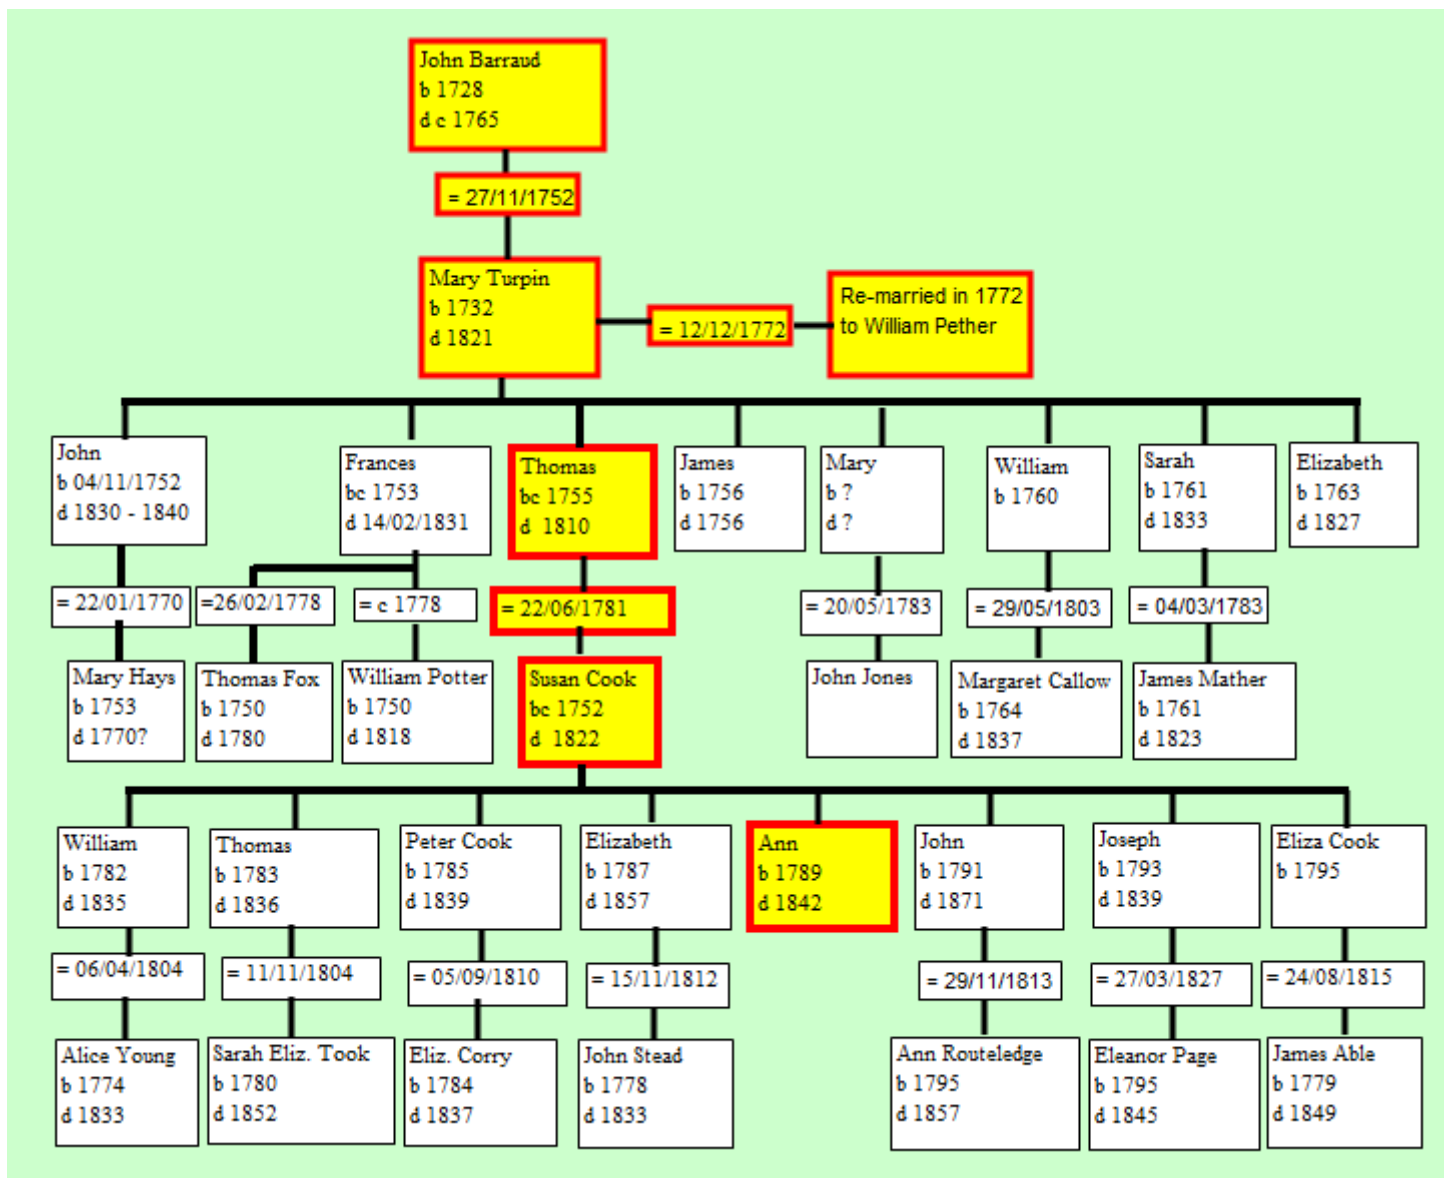 John Barraud
b 1728
d c 1765
= 27/11/1752
Mary Turpin
b 1732
d 1821
= 12/12/1772
Re-married in 1772
to William Pether
John
b 04/11/1752
d 1830 - 1840
Frances
bc 1753
d 14/02/1831
Thomas
bc 1755
d 1810
James
b 1756
d 1756
Mary
b ?
d ?
William
b 1760
Sarah
b 1761
d 1833
Elizabeth
b 1763
d 1827
= 22/01/1770
=26/02/1778
= c 1778
= 22/06/1781
= 20/05/1783
= 29/05/1803
= 04/03/1783
Mary Hays
b 1753
d 1770?
Thomas Fox
b 1750
d 1780
William Potter
b 1750
d 1818
Susan Cook
bc 1752
d 1822
John Jones
Margaret Callow
b 1764
d 1837
James Mather
b 1761
d 1823
William
b 1782
d 1835
Thomas
b 1783
d 1836
Peter Cook
b 1785
d 1839
Elizabeth
b 1787
d 1857
Ann
b 1789
d 1842
John
b 1791
d 1871
Joseph
b 1793
d 1839
Eliza Cook
b 1795
= 06/04/1804
= 11/11/1804
= 05/09/1810
= 15/11/1812
= 29/11/1813
= 27/03/1827
= 24/08/1815
Alice Young
b 1774
d 1833
Sarah Eliz. Took
b 1780
d 1852
Eliz. Corry
b 1784
d 1837
John Stead
b 1778
d 1833
Ann Routeledge
b 1795
d 1857
Eleanor Page
b 1795
d 1845
James Able
b 1779
d 1849